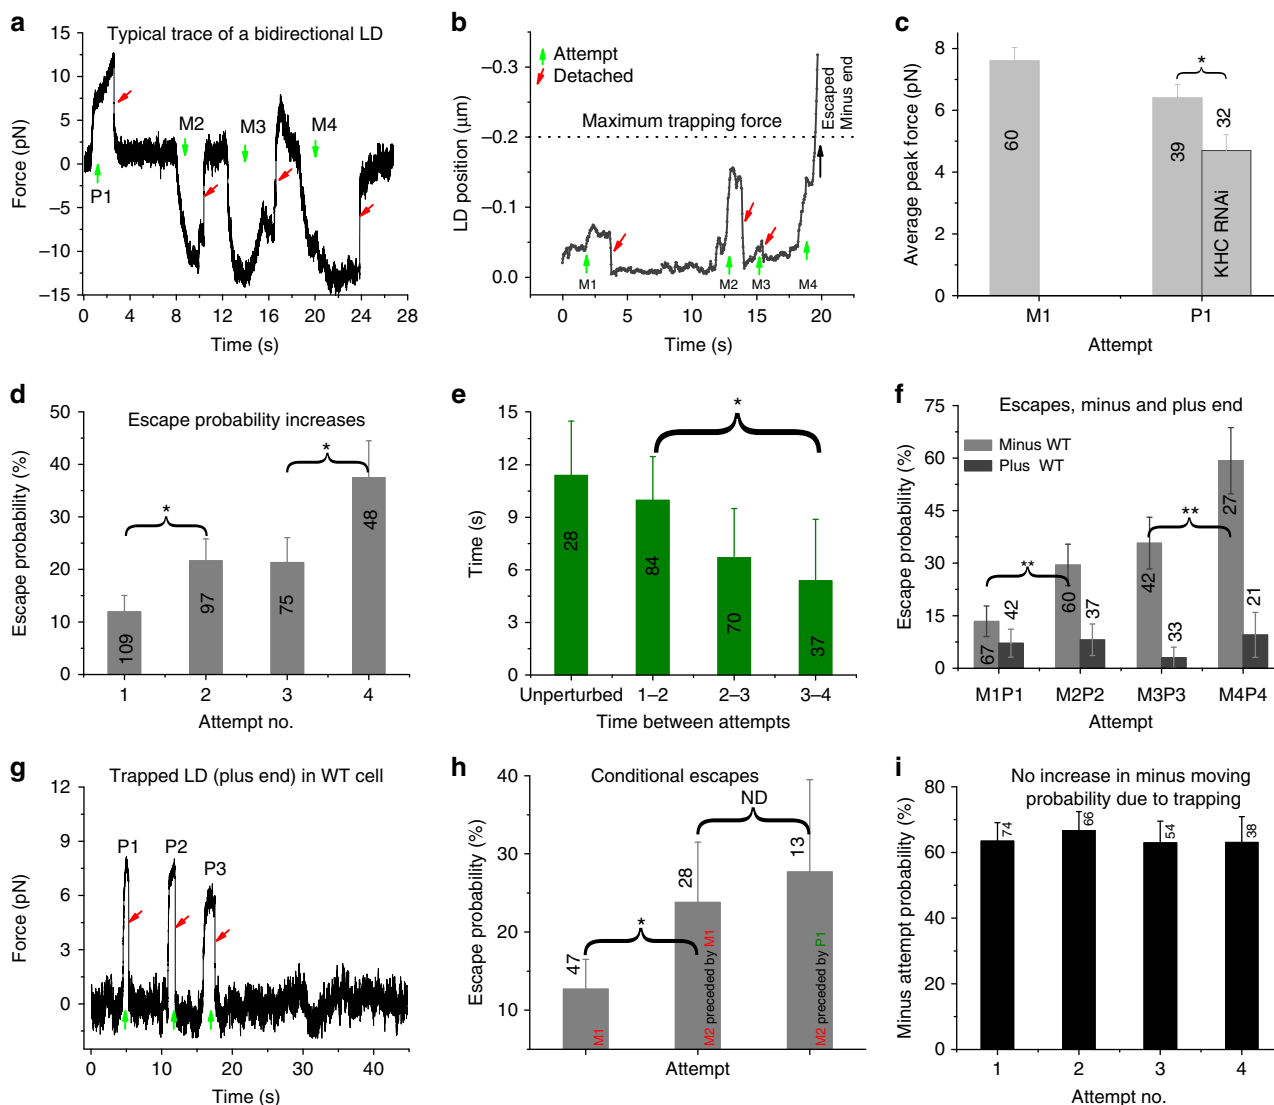 a
Typical trace of a bidirectional LD
15
10
5
0
−5
−10
−15
Force (pN)
P1
M2
M3
M4
0
4
8
12
16
20
24
28
Time (s)
b
Attempt
Detached
Maximum trapping force
Escaped
Minus end
−0.3
−0.2
−0.1
0.0
LD position (µm)
M1
M2
M3
M4
0
5
10
15
20
Time (s)
c
8
6
4
2
0
Average peak force (pN)
60
39
32
*
KHC RNAi
M1
P1
Attempt
d
Escape probability increases
50
40
30
20
10
0
Escape probability (%)
*
*
109
97
75
48
1
2
3
4
Attempt no.
e
15
12
9
6
3
0
Time (s)
*
28
84
70
37
Unperturbed
1–2
2–3
3–4
Time between attempts
f
Escapes, minus and plus end
Minus WT
Plus WT
75
60
45
30
15
0
Escape probability (%)
**
**
67
42
60
37
42
33
27
21
M1P1
M2P2
M3P3
M4P4
Attempt
g
Trapped LD (plus end) in WT cell
12
9
6
3
0
Force (pN)
P1
P2
P3
0
10
20
30
40
Time (s)
h
Conditional escapes
40
30
20
10
Escape probability (%)
ND
*
47
28
13
M1
M2 preceded by M1
M2 preceded by P1
Attempt
i
No increase in minus moving
probability due to trapping
80
60
40
20
0
Minus attempt probability (%)
74
66
54
38
1
2
3
4
Attempt no.